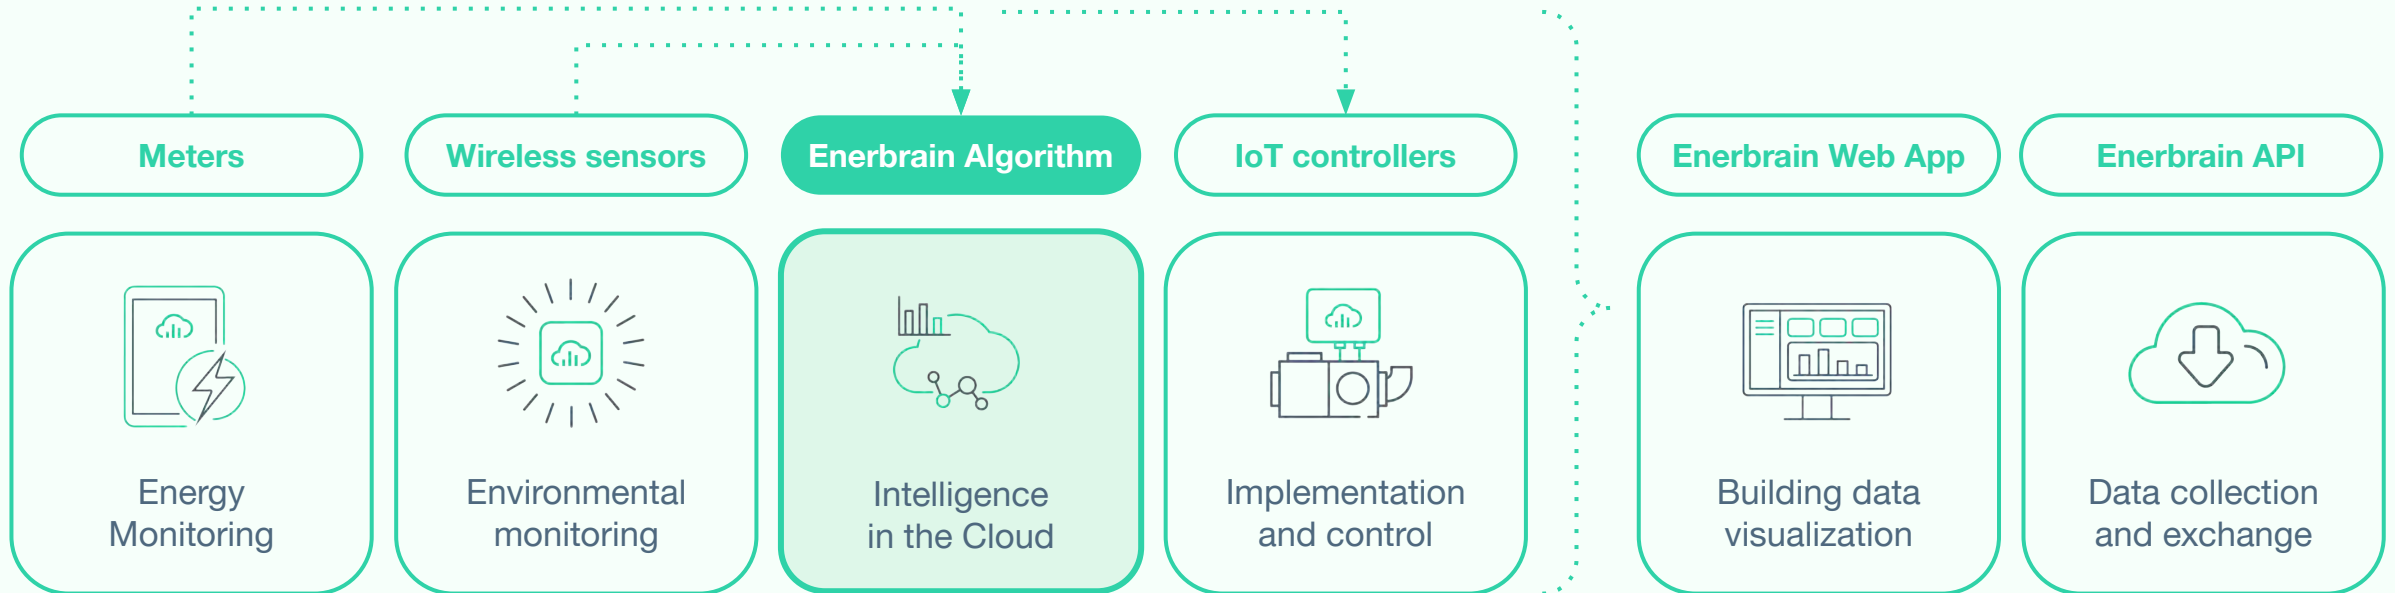 Meters
Wireless sensors
Enerbrain Algorithm
IoT controllers
Enerbrain Web App
Enerbrain API
Energy
Monitoring
Environmental
monitoring
Intelligence
in the Cloud
Implementation
and control
Building data
visualization
Data collection
and exchange